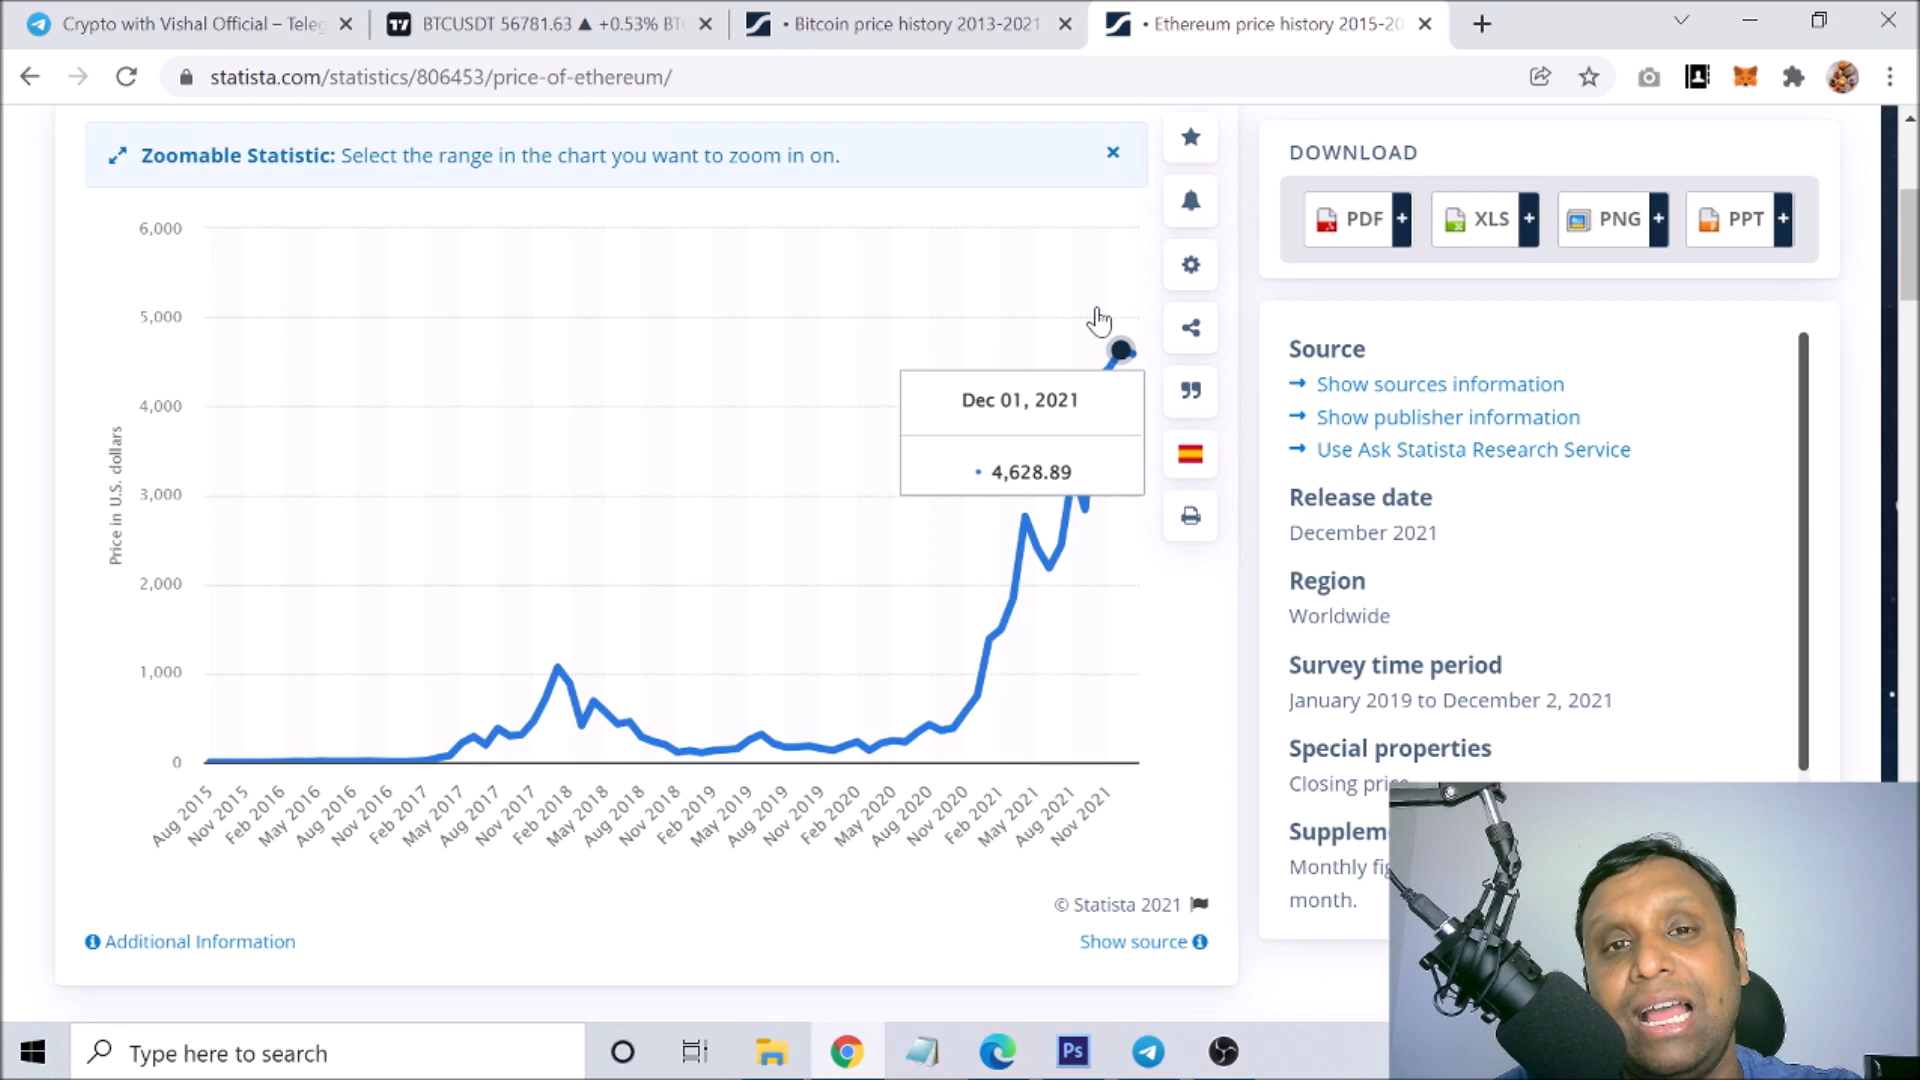 Crypto with Vishal Official – Teleg
BTCUSDT 56781.63 ▲ +0.53% BT
• Bitcoin price history 2013-2021
• Ethereum price history 2015-20
statista.com/statistics/806453/price-of-ethereum/
Zoomable Statistic: Select the range in the chart you want to zoom in on.
6,000
5,000
4,000
3,000
2,000
1,000
0
Price in U.S. dollars
Dec 01, 2021
• 4,628.89
Aug 2015
Nov 2015
Feb 2016
May 2016
Aug 2016
Nov 2016
Feb 2017
May 2017
Aug 2017
Nov 2017
Feb 2018
May 2018
Aug 2018
Nov 2018
Feb 2019
May 2019
Aug 2019
Nov 2019
Feb 2020
May 2020
Aug 2020
Nov 2020
Feb 2021
May 2021
Aug 2021
Nov 2021
© Statista 2021
Additional Information
Show source
DOWNLOAD
PDF + XLS + PNG + PPT +
Source
→ Show sources information
→ Show publisher information
→ Use Ask Statista Research Service
Release date
December 2021
Region
Worldwide
Survey time period
January 2019 to December 2, 2021
Special properties
Closing pric
Supplem
Monthly fig
month.
Type here to search
Ps